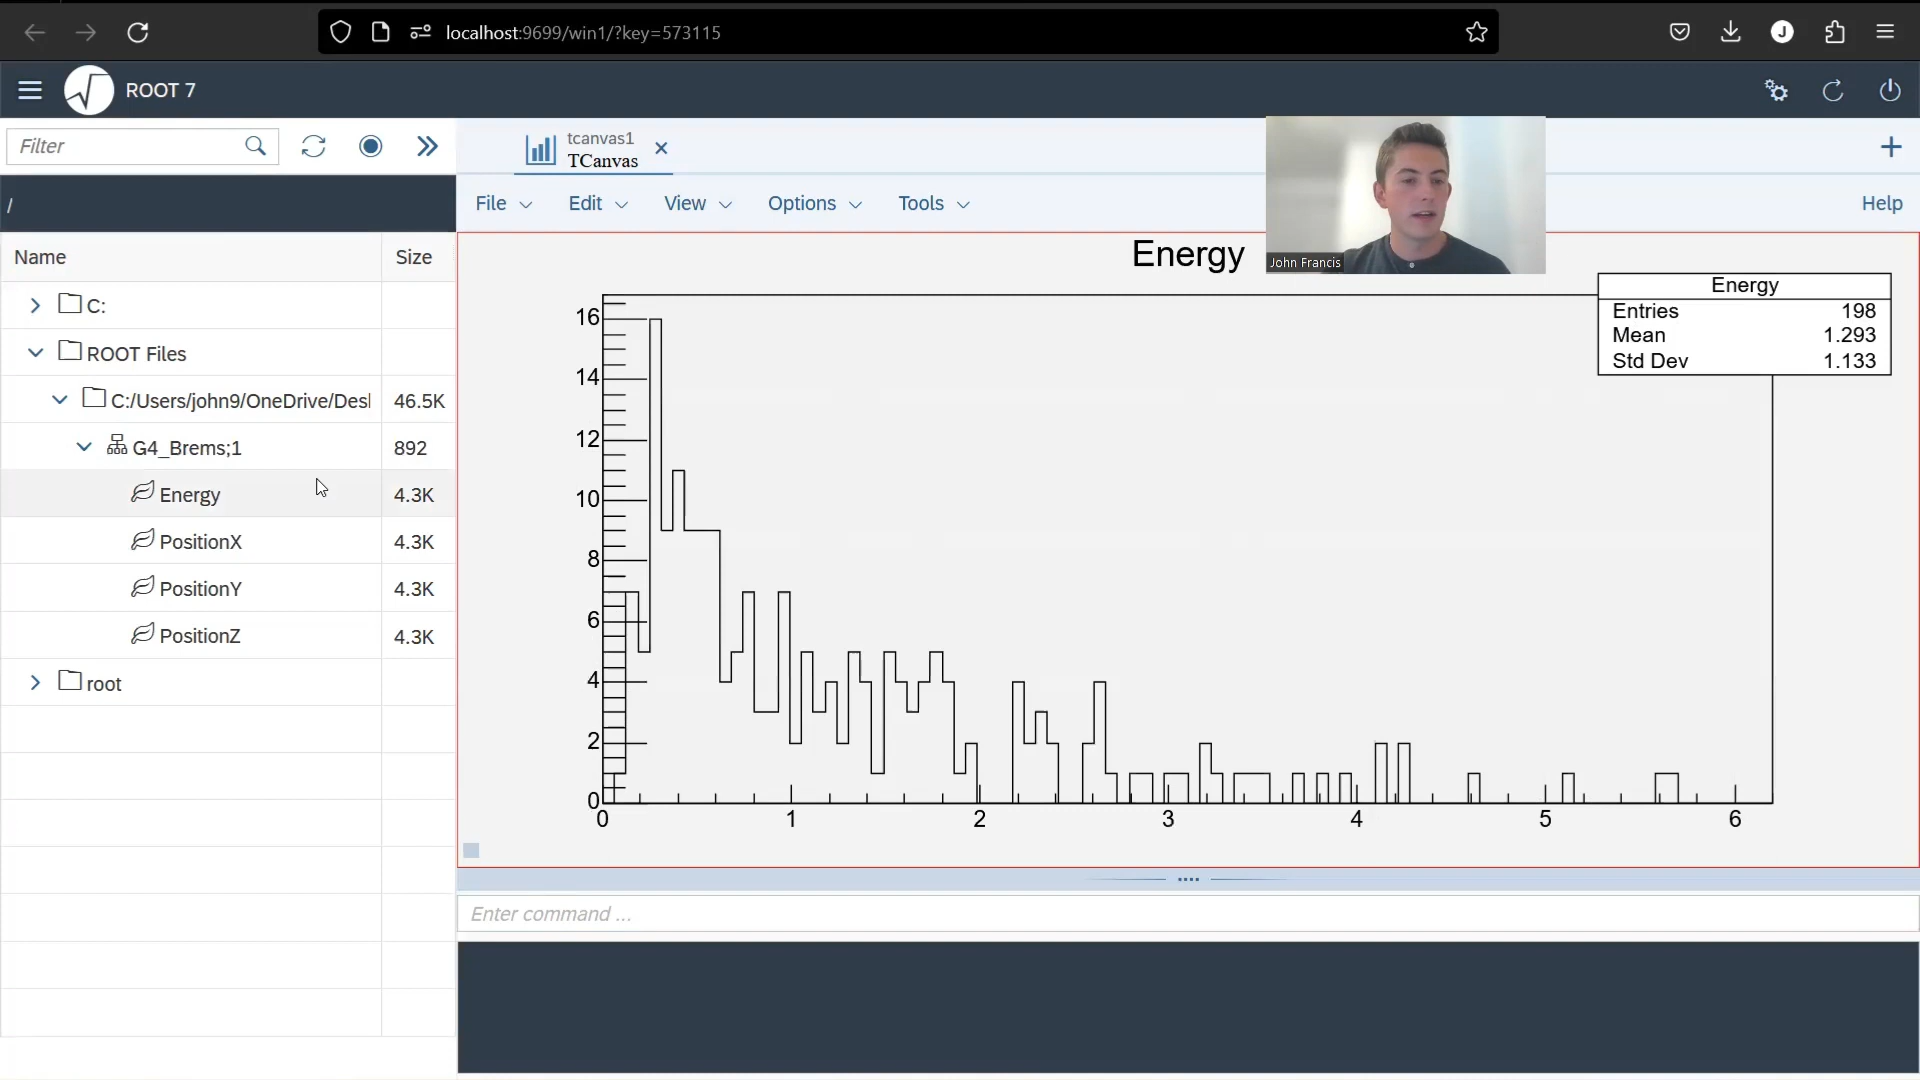 localhost:9699/win1/?key=573115
J
ROOT 7
Filter
/
Name Size
C:
ROOT Files
C:/Users/john9/OneDrive/Desl 46.5K
G4_Brems;1 892
Energy 4.3K
PositionX 4.3K
PositionY 4.3K
PositionZ 4.3K
root
tcanvas1
TCanvas
File Edit View Options Tools Help
John Francis
Energy
Energy
Entries 198
Mean 1.293
Std Dev 1.133
16
14
12
10
8
6
4
2
0
0 1 2 3 4 5 6
Enter command ...